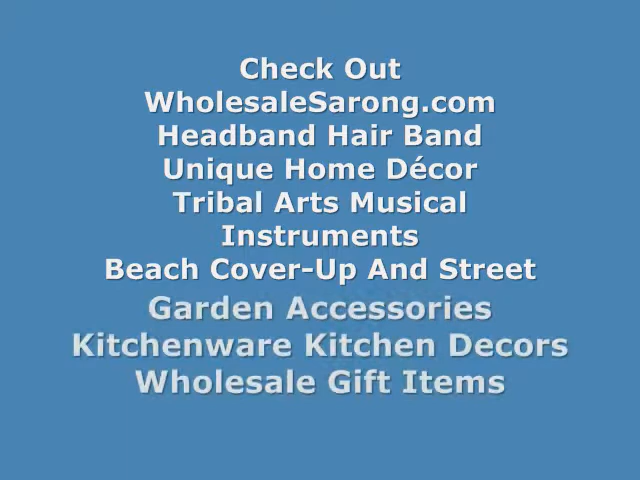 Check Out
WholesaleSarong.com
Headband Hair Band
Unique Home Décor
Tribal Arts Musical
Instruments
Beach Cover-Up And Street
Garden Accessories
Kitchenware Kitchen Decors
Wholesale Gift Items